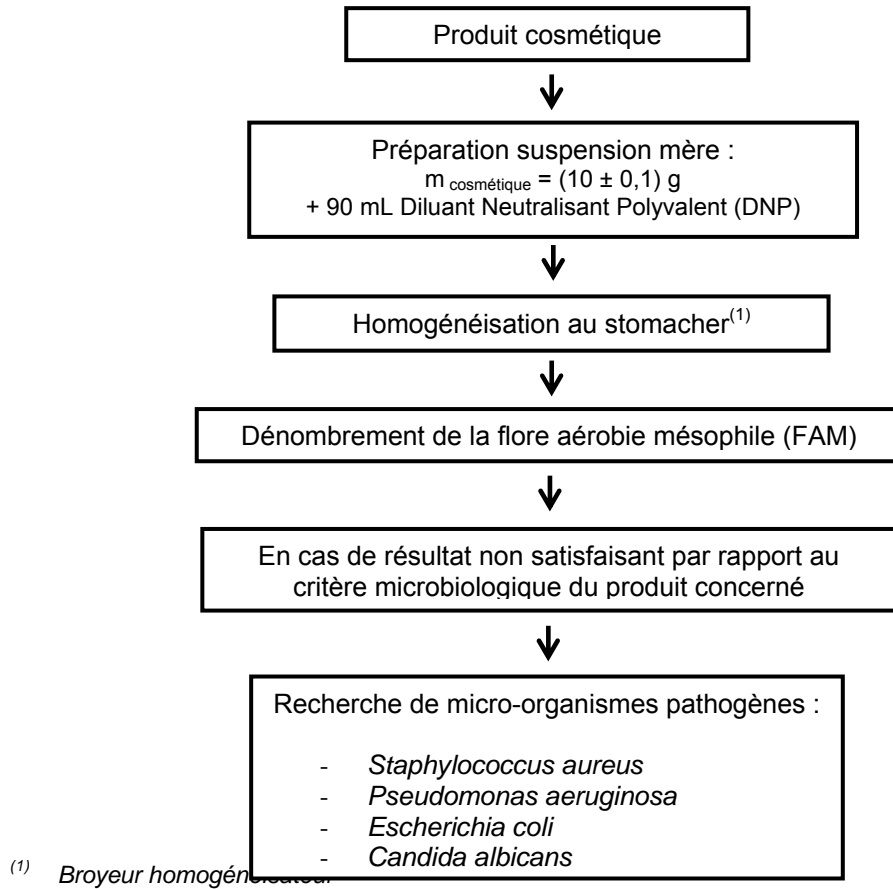 Produit cosmétique
Préparation suspension mère :
m cosmétique = (10 ± 0,1) g
+ 90 mL Diluant Neutralisant Polyvalent (DNP)
Homogénéisation au stomacher(1)
Dénombrement de la flore aérobie mésophile (FAM)
En cas de résultat non satisfaisant par rapport au
critère microbiologique du produit concerné
Recherche de micro-organismes pathogènes :
- Staphylococcus aureus
- Pseudomonas aeruginosa
- Escherichia coli
- Candida albicans
(1) Broyeur homogénéisateur